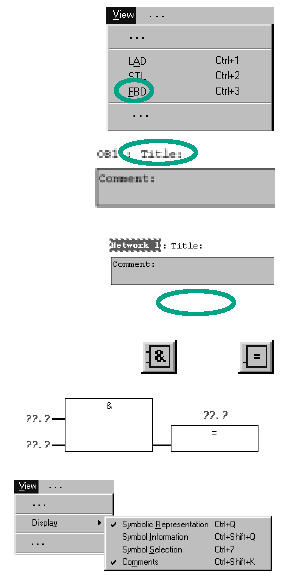 View ...
...
LAD Ctrl+1
STL Ctrl+2
FBD Ctrl+3
...
OB1 : Title:
Comment:
Network 1: Title:
Comment:
& =
&
??.? ??.?
??.? =
View ...
...
Display
...
✓ Symbolic Representation Ctrl+Q
Symbol Information Ctrl+Shift+Q
Symbol Selection Ctrl+7
✓ Comments Ctrl+Shift+K